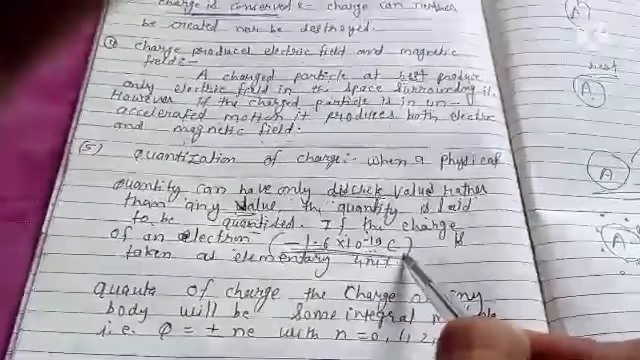 charge is conserved :- charge can neither
be created nor be destroyed.
(4) Charge produces electric field and magnetic
field :-
A charged particle at rest produce
only electric field in the space surrounding it.
However if the charged particle is in un-
accelerated motion it produces both electric
and magnetic field.
(5) Quantization of charge :- when a physical
quantity can have only discrete value rather
than any value, the quantity is said
to be quantised. If the charge
of an electron (= -1.6 x 10⁻¹⁹ C) is
taken as elementary unit
quanta of charge the charge
body will be some integral
i.e. Q = ± ne with n = 0, 1, 2,
A
rest
A
A
A